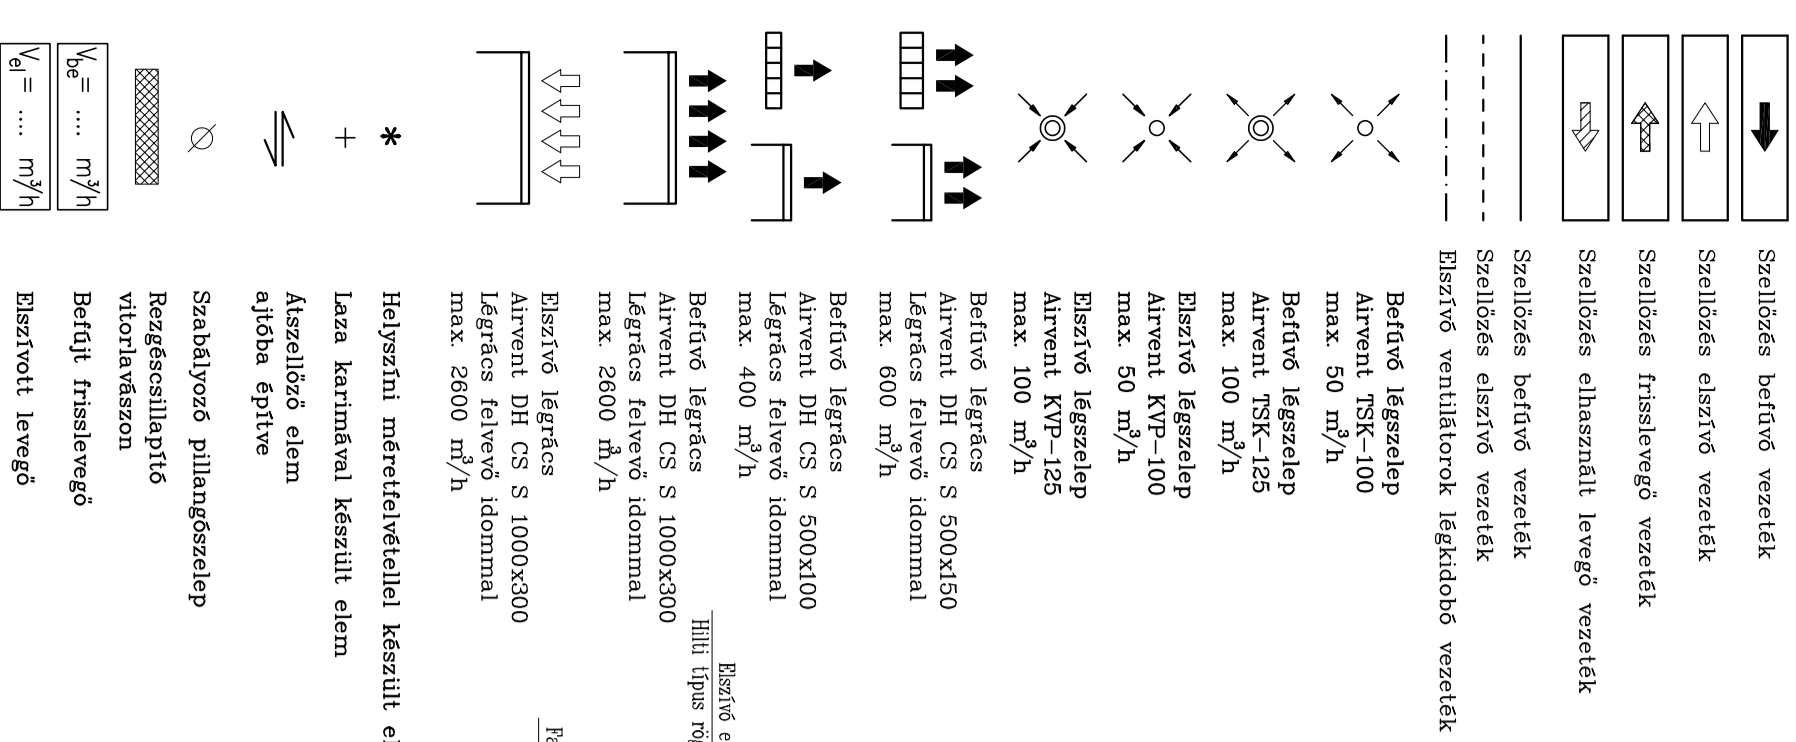 Szellőzés befúvó vezeték
Szellőzés elszívó vezeték
Szellőzés frisslevegő vezeték
Szellőzés elhasznált levegő vezeték
Szellőzés befúvó vezeték
Szellőzés elszívó vezeték
Elszívó ventilátorok légkidobó vezeték
Befúvó légszelep
Airvent TSK-100
max. 50 m³/h
Befúvó légszelep
Airvent TSK-125
max. 100 m³/h
Elszívó légszelep
Airvent KVP-100
max. 50 m³/h
Elszívó légszelep
Airvent KVP-125
max. 100 m³/h
Befúvó légrács
Airvent DH CS S 500x150
Légrács felvevő idommal
max. 600 m³/h
Befúvó légrács
Airvent DH CS S 500x100
Légrács felvevő idommal
max. 400 m³/h
Befúvó légrács
Airvent DH CS S 1000x300
Légrács felvevő idommal
max. 2600 m³/h
Elszívó légrács
Airvent DH CS S 1000x300
Légrács felvevő idommal
max. 2600 m³/h
* Helyszíni méretfelvétellel készült
+ Laza karimával készült elem
Átszellőző elem
ajtóba építve
Szabályozó pillangószelep
Rezgéscsillapító
vitorlavászon
Vbe= .... m³/h Befújt frisslevegő
Vel= .... m³/h Elszívott levegő
Elszívó
Hilti típus